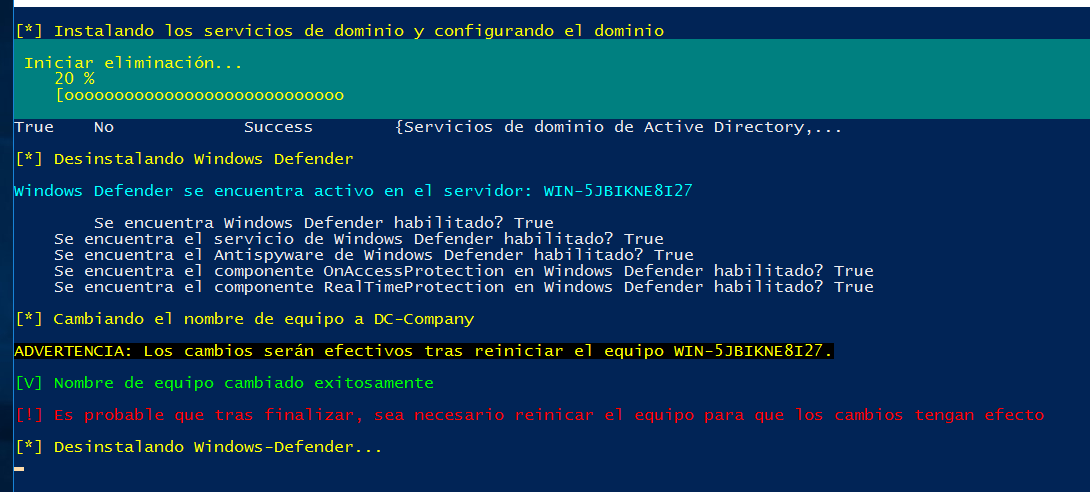 [*] Instalando los servicios de dominio y configurando el dominio
Iniciar eliminación...
20 %
[oooooooooooooooooooooooooooo
True No Success {Servicios de dominio de Active Directory,...
[*] Desinstalando Windows Defender
Windows Defender se encuentra activo en el servidor: WIN-5JBIKNE8I27
Se encuentra Windows Defender habilitado? True
Se encuentra el servicio de Windows Defender habilitado? True
Se encuentra el Antispyware de Windows Defender habilitado? True
Se encuentra el componente OnAccessProtection en Windows Defender habilitado? True
Se encuentra el componente RealTimeProtection en Windows Defender habilitado? True
[*] Cambiando el nombre de equipo a DC-Company
ADVERTENCIA: Los cambios serán efectivos tras reiniciar el equipo WIN-5JBIKNE8I27.
[V] Nombre de equipo cambiado exitosamente
[!] Es probable que tras finalizar, sea necesario reinicar el equipo para que los cambios tengan efecto
[*] Desinstalando Windows-Defender...